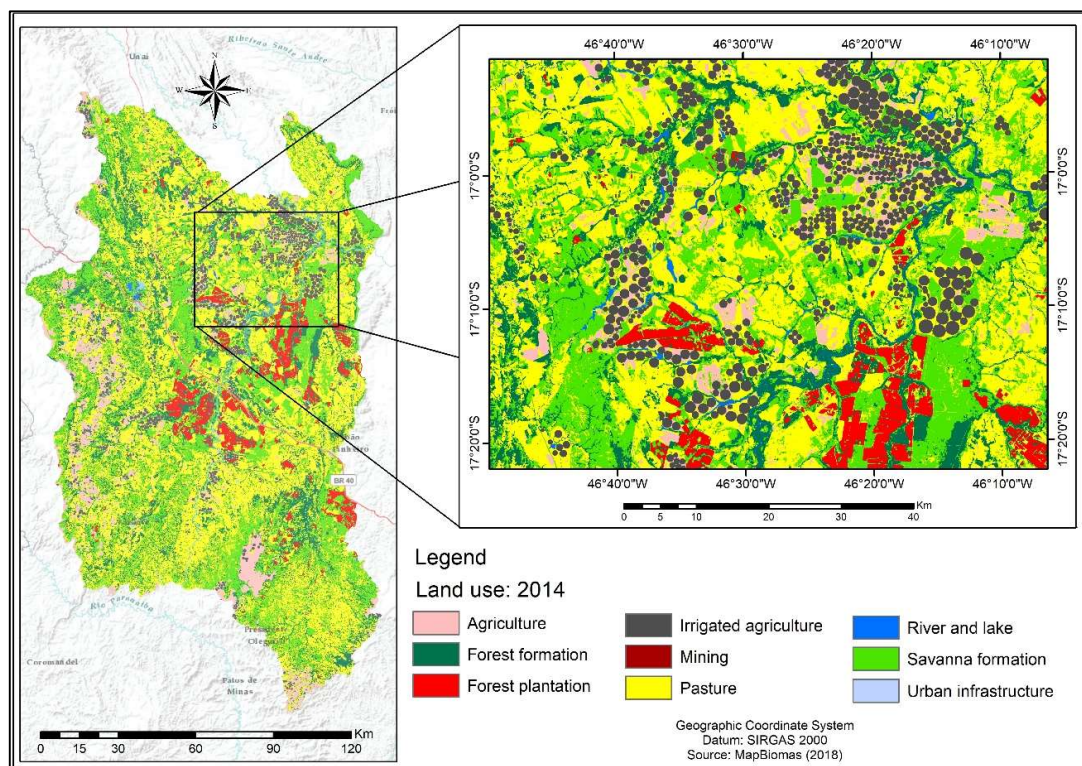 Unaí
Ribeirão Santo André
N
W
E
S
BR 40
Rio Paranaíba
Coromandel
Patos de
Minas
Km
0 15 30 60 90 120
46°40'0"W 46°30'0"W 46°20'0"W 46°10'0"W
17°0'0"S
17°10'0"S
17°20'0"S
17°0'0"S
17°10'0"S
17°20'0"S
46°40'0"W 46°30'0"W 46°20'0"W 46°10'0"W
Km
0 5 10 20 30 40
Legend
Land use: 2014
Agriculture
Forest formation
Forest plantation
Irrigated agriculture
Mining
Pasture
River and lake
Savanna formation
Urban infrastructure
Geographic Coordinate System
Datum: SIRGAS 2000
Source: MapBiomas (2018)